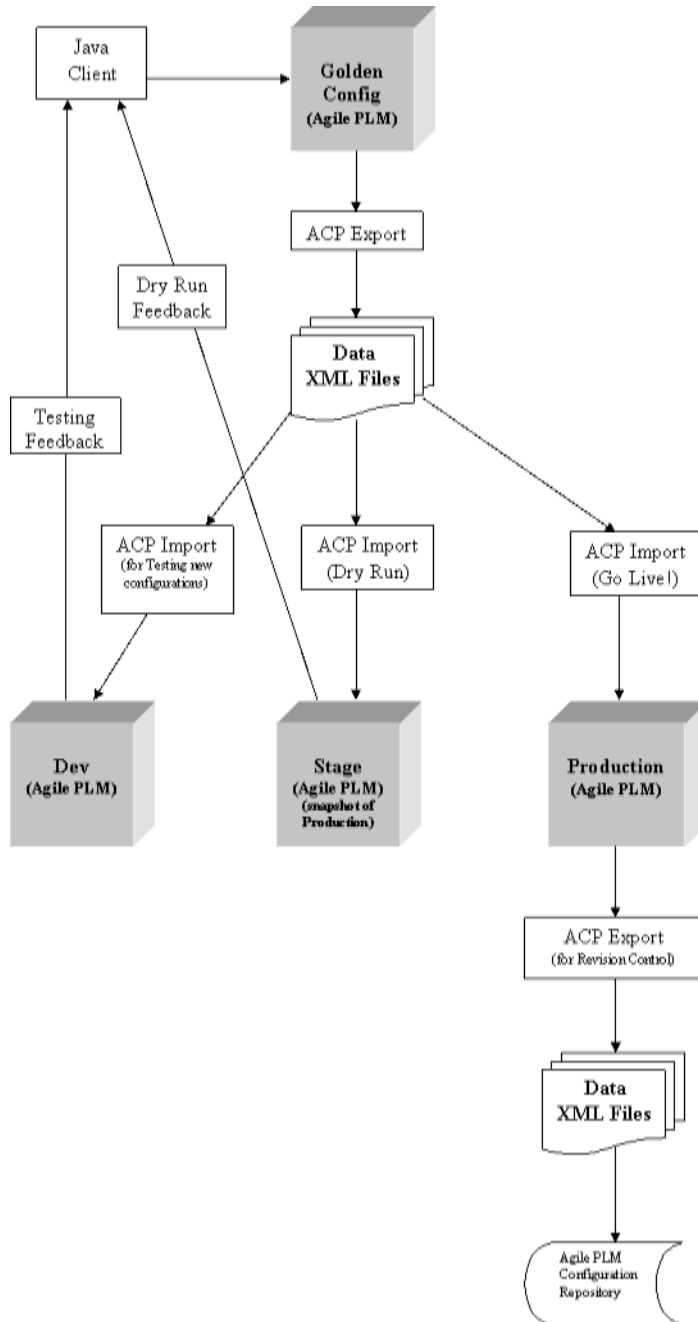 Java
Client
Golden
Config
(Agile PLM)
ACP Export
Dry Run
Feedback
Data
XML Files
Testing
Feedback
ACP Import
(for Testing new
configurations)
ACP Import
(Dry Run)
ACP Import
(Go Live!)
Dev
(Agile PLM)
Stage
(Agile PLM)
(snapshot of
Production)
Production
(Agile PLM)
ACP Export
(for Revision Control)
Data
XML Files
Agile PLM
Configuration
Repository